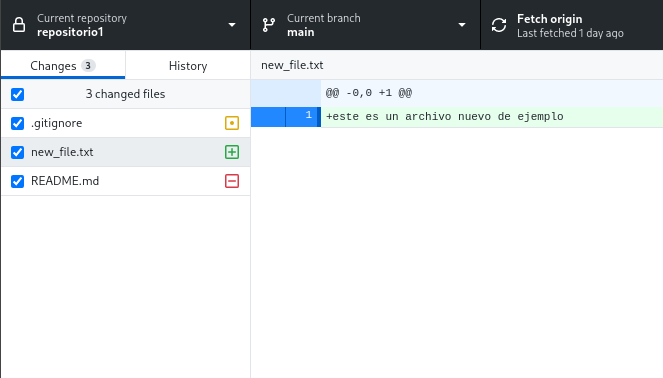 Current repository
repositorio1
Current branch
main
Fetch origin
Last fetched 1 day ago
Changes 3
History
new_file.txt
3 changed files
@@ -0,0 +1 @@
.gitignore
1 +este es un archivo nuevo de ejemplo
new_file.txt
README.md